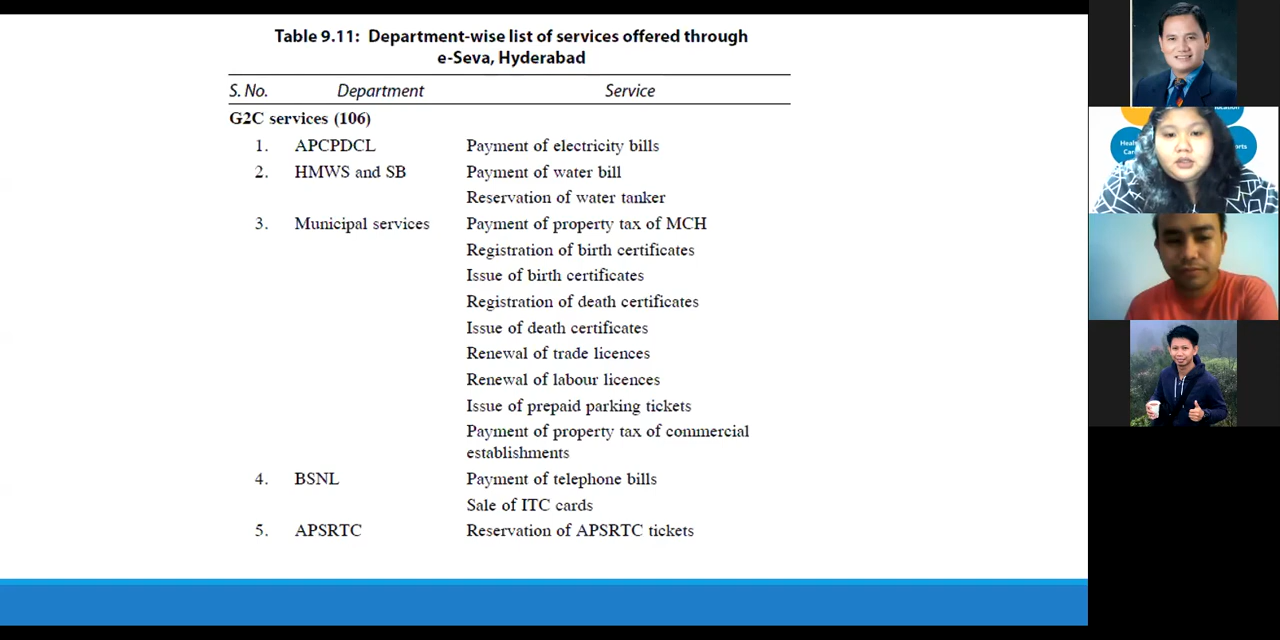 Table 9.11: Department-wise list of services offered through
e-Seva, Hyderabad
S. No. Department Service
G2C services (106)
1. APCPDCL Payment of electricity bills
2. HMWS and SB Payment of water bill
Reservation of water tanker
3. Municipal services Payment of property tax of MCH
Registration of birth certificates
Issue of birth certificates
Registration of death certificates
Issue of death certificates
Renewal of trade licences
Renewal of labour licences
Issue of prepaid parking tickets
Payment of property tax of commercial
establishments
4. BSNL Payment of telephone bills
Sale of ITC cards
5. APSRTC Reservation of APSRTC tickets